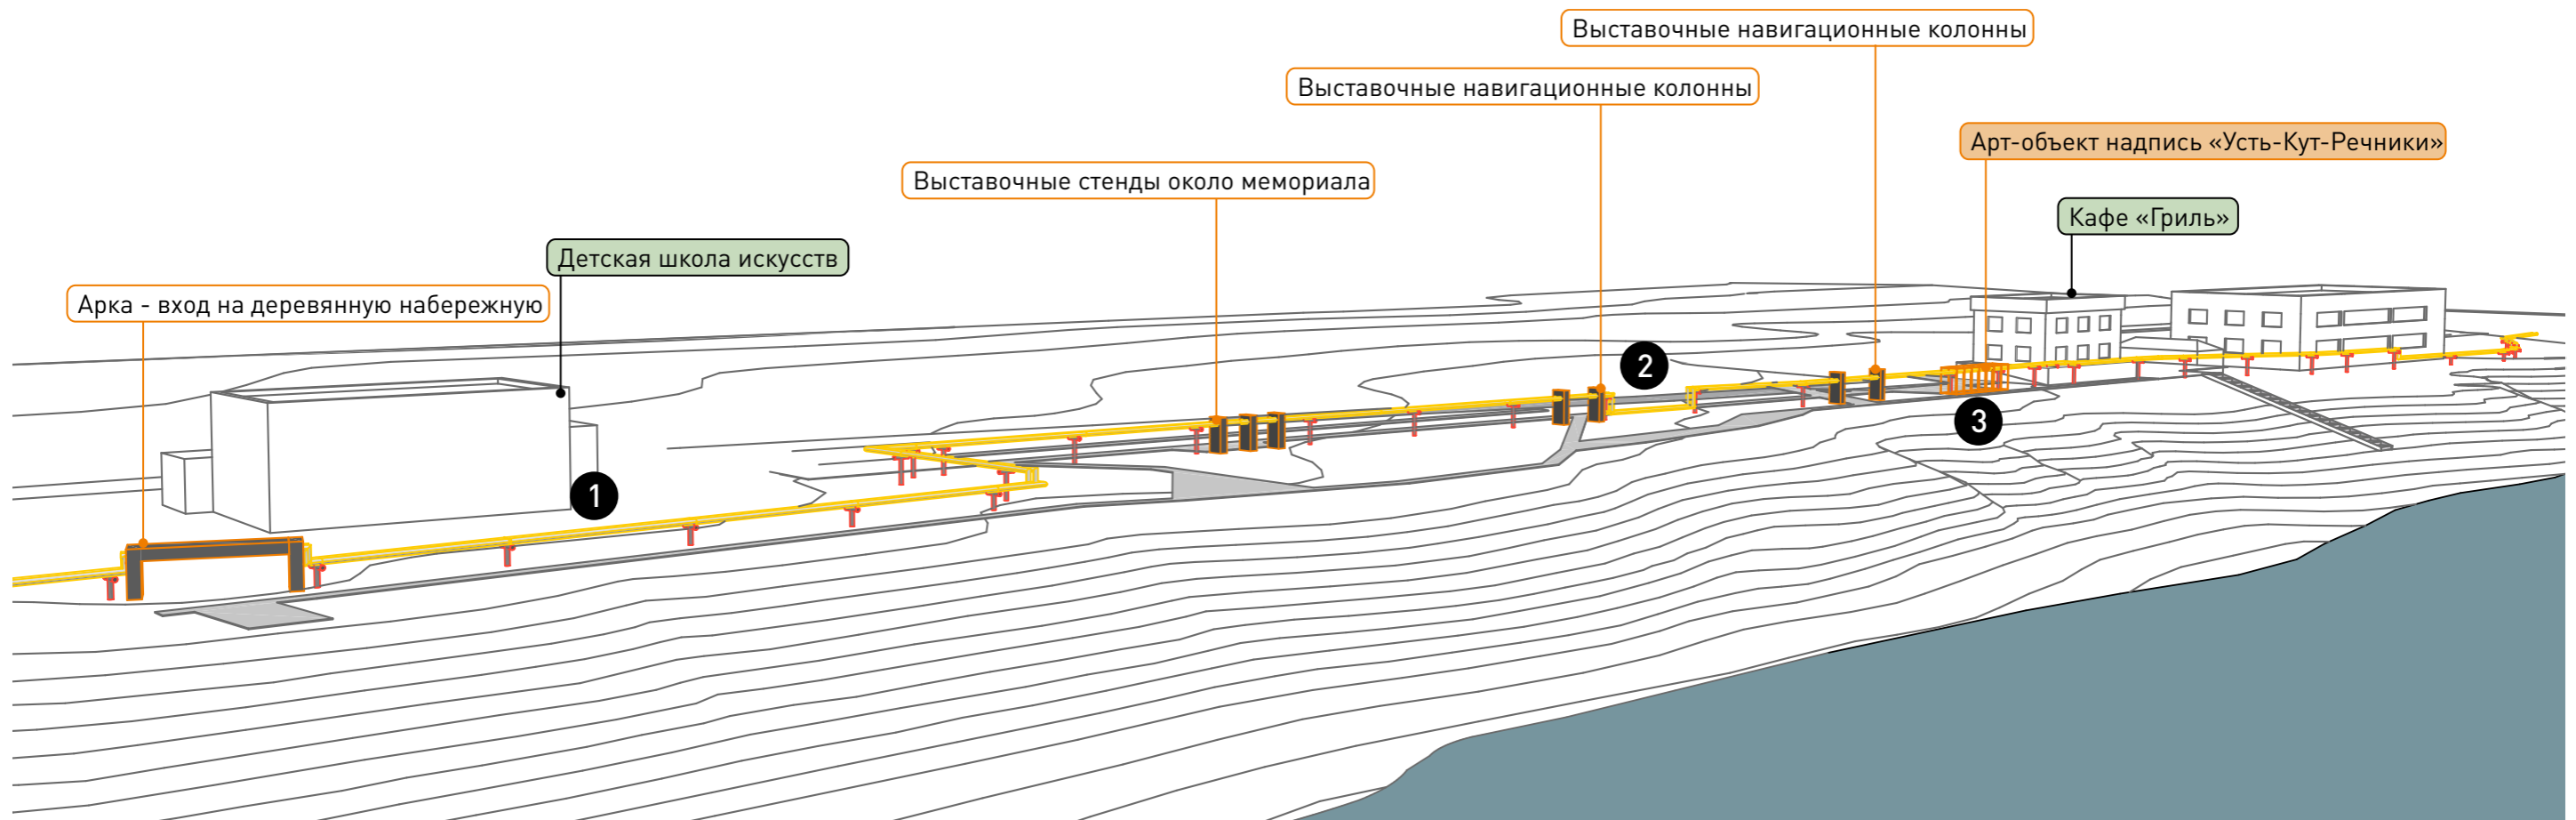 Выставочные навигационные колонны
Выставочные навигационные колонны
Арт-объект надпись «Усть-Кут-Речники»
Выставочные стенды около мемориала
Кафе «Гриль»
Детская школа искусств
Арка - вход на деревянную набережную
2
3
1